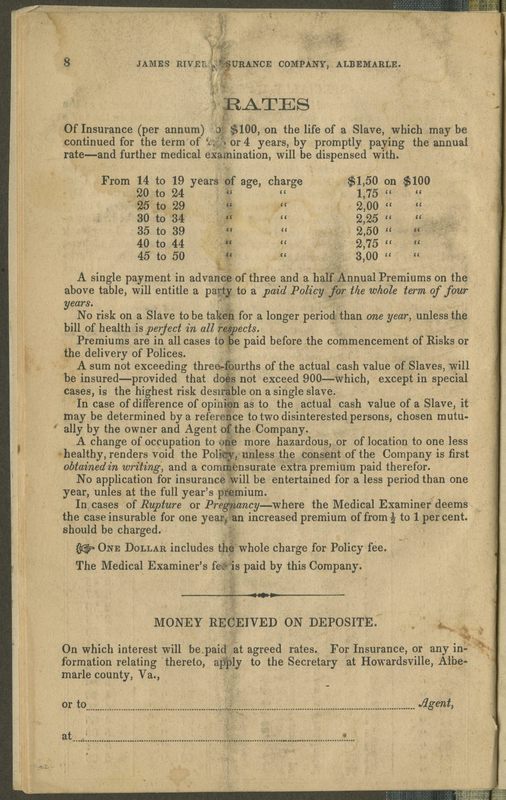 8 JAMES RIVER SURANCE COMPANY, ALBEMARLE.
RATES
Of Insurance (per annum) $100, on the life of a Slave, which may be
continued for the term of or 4 years, by promptly paying the annual
rate—and further medical examination, will be dispensed with.
From 14 to 19 years of age, charge $1,50 on $100
20 to 24 “ “ 1,75 “ “
25 to 29 “ “ 2,00 “ “
30 to 34 “ “ 2,25 “ “
35 to 39 “ “ 2,50 “ “
40 to 44 “ “ 2,75 “ “
45 to 50 “ “ 3,00 “ “
A single payment in advance of three and a half Annual Premiums on the
above table, will entitle a party to a paid Policy for the whole term of four
years.
No risk on a Slave to be taken for a longer period than one year, unless the
bill of health is perfect in all respects.
Premiums are in all cases to be paid before the commencement of Risks or
the delivery of Polices.
A sum not exceeding three-fourths of the actual cash value of Slaves, will
be insured—provided that does not exceed 900—which, except in special
cases, is the highest risk desirable on a single slave.
In case of difference of opinion as to the actual cash value of a Slave, it
may be determined by a reference to two disinterested persons, chosen mutu-
ally by the owner and Agent of the Company.
A change of occupation to one more hazardous, or of location to one less
healthy, renders void the Policy, unless the consent of the Company is first
obtained in writing, and a commensurate extra premium paid therefor.
No application for insurance will be entertained for a less period than one
year, unles at the full year's premium.
In cases of Rupture or Pregnancy—where the Medical Examiner deems
the case insurable for one year, an increased premium of from ½ to 1 per cent.
should be charged.
☞ ONE DOLLAR includes the whole charge for Policy fee.
The Medical Examiner's fee is paid by this Company.
MONEY RECEIVED ON DEPOSITE.
On which interest will be paid at agreed rates. For Insurance, or any in-
formation relating thereto, apply to the Secretary at Howardsville, Albe-
marle county, Va.,
or to Agent,
at